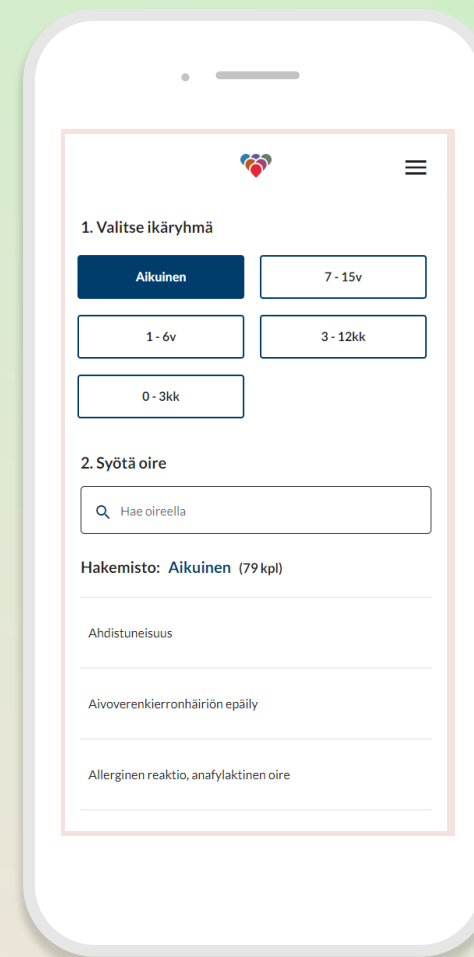 1. Valitse ikäryhmä
Aikuinen
7 - 15v
1 - 6v
3 - 12kk
0 - 3kk
2. Syötä oire
Hae oireella
Hakemisto: Aikuinen (79 kpl)
Ahdistuneisuus
Aivoverenkierronhäiriön epäily
Allerginen reaktio, anafylaktinen oire